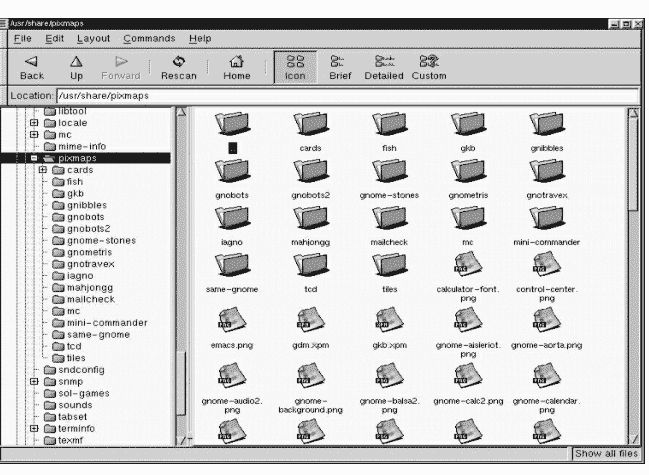 /usr/share/pixmaps
File Edit Layout Commands Help
Back Up Forward Rescan Home Icon Brief Detailed Custom
Location: /usr/share/pixmaps
libtool
locale
mc
mime-info
pixmaps
cards
fish
gkb
gnibbles
gnobots
gnobots2
gnome-stones
gnometris
gnotravex
iagno
mahjongg
mailcheck
mc
mini-commander
same-gnome
tcd
tiles
sndconfig
snmp
sol-games
sounds
tabset
terminfo
texmf
cards fish gkb gnibbles
gnobots gnobots2 gnome-stones gnometris gnotravex
iagno mahjongg mailcheck mc mini-commander
same-gnome tcd tiles calculator-font.png control-center.png
emacs.png gdm.xpm gkb.xpm gnome-aisleriot.png gnome-aorta.png
gnome-audio2.png gnome-background.png gnome-balsa2.png gnome-calc2.png gnome-calendar.png
Show all files